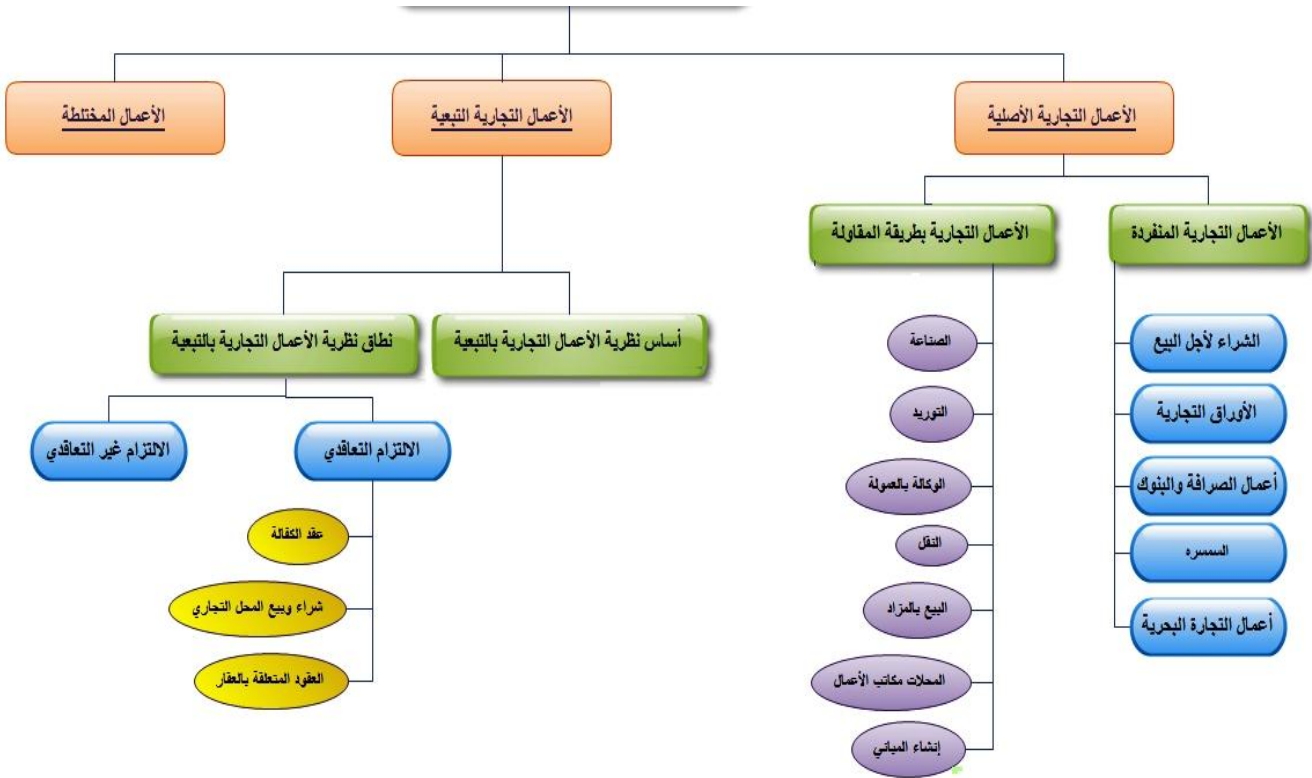 الأعمال التجارية الأصلية
الأعمال التجارية التبعية
الأعمال المختلطة
الأعمال التجارية المنفردة
الأعمال التجارية بطريقة المقاولة
الشراء لأجل البيع
الأوراق التجارية
أعمال الصرافة والبنوك
السمسره
أعمال التجارة البحرية
الصناعة
التوريد
الوكالة بالعمولة
النقل
البيع بالمزاد
المحلات مكاتب الأعمال
إنشاء المباني
أساس نظرية الأعمال التجارية بالتبعية
نطاق نظرية الأعمال التجارية بالتبعية
الالتزام التعاقدي
الالتزام غير التعاقدي
عقد الكفالة
شراء وبيع المحل التجاري
العقود المتعلقة بالعقار